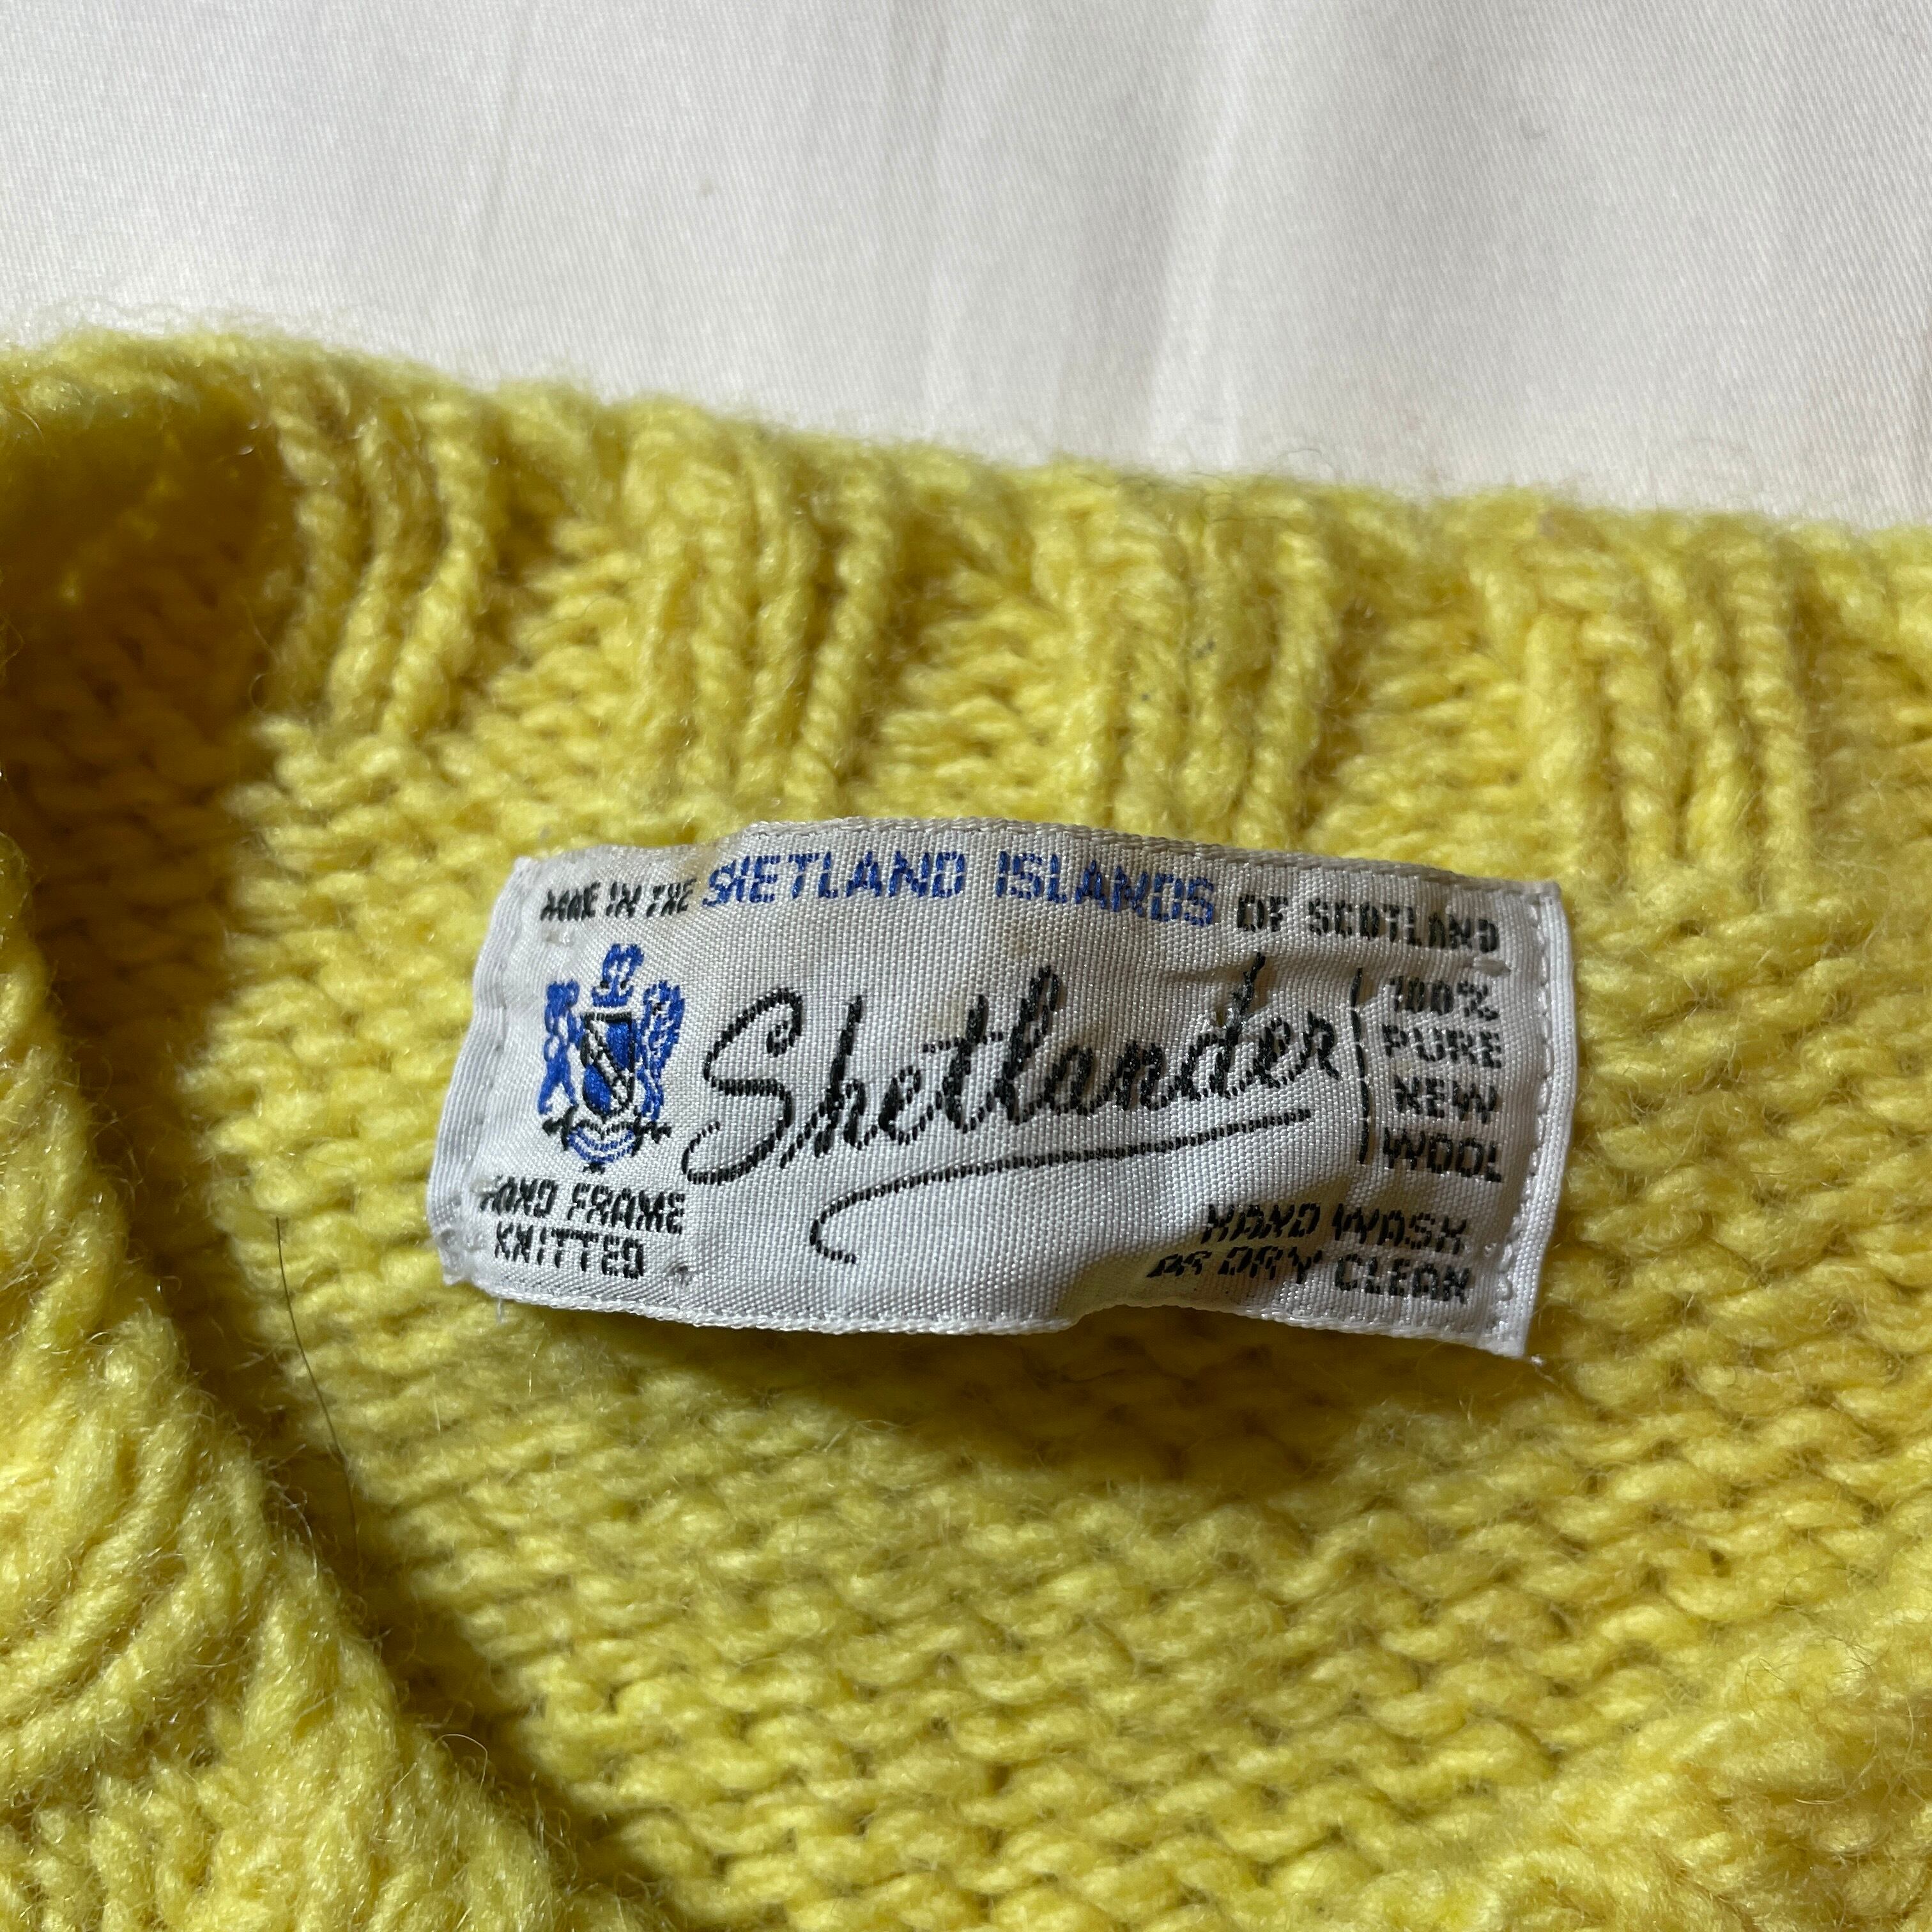 MADE IN THE SHETLAND ISLANDS OF SCOTLAND
Shetlander
100%
PURE
NEW
WOOL
HAND FRAME
KNITTED
HAND WASH
OR DRY CLEAN